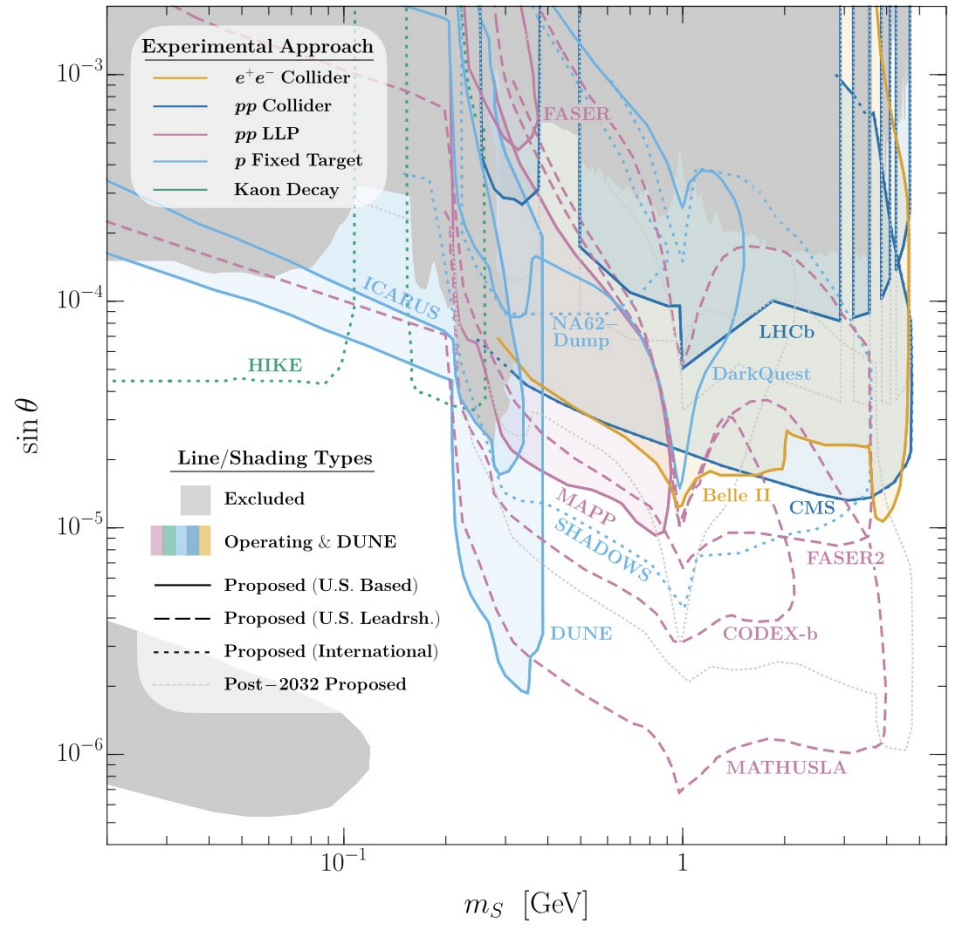 Experimental Approach
e⁺e⁻ Collider
pp Collider
pp LLP
p Fixed Target
Kaon Decay
10⁻³
FASER
10⁻⁴
ICARUS
NA62−
Dump
LHCb
HIKE
DarkQuest
sin θ
Line/Shading Types
Excluded
Operating & DUNE
Proposed (U.S. Based)
Proposed (U.S. Leadrsh.)
Proposed (International)
Post−2032 Proposed
Belle II
CMS
10⁻⁵
MAPP
SHADOWS
FASER2
DUNE
CODEX-b
10⁻⁶
MATHUSLA
10⁻¹
1
m_S [GeV]